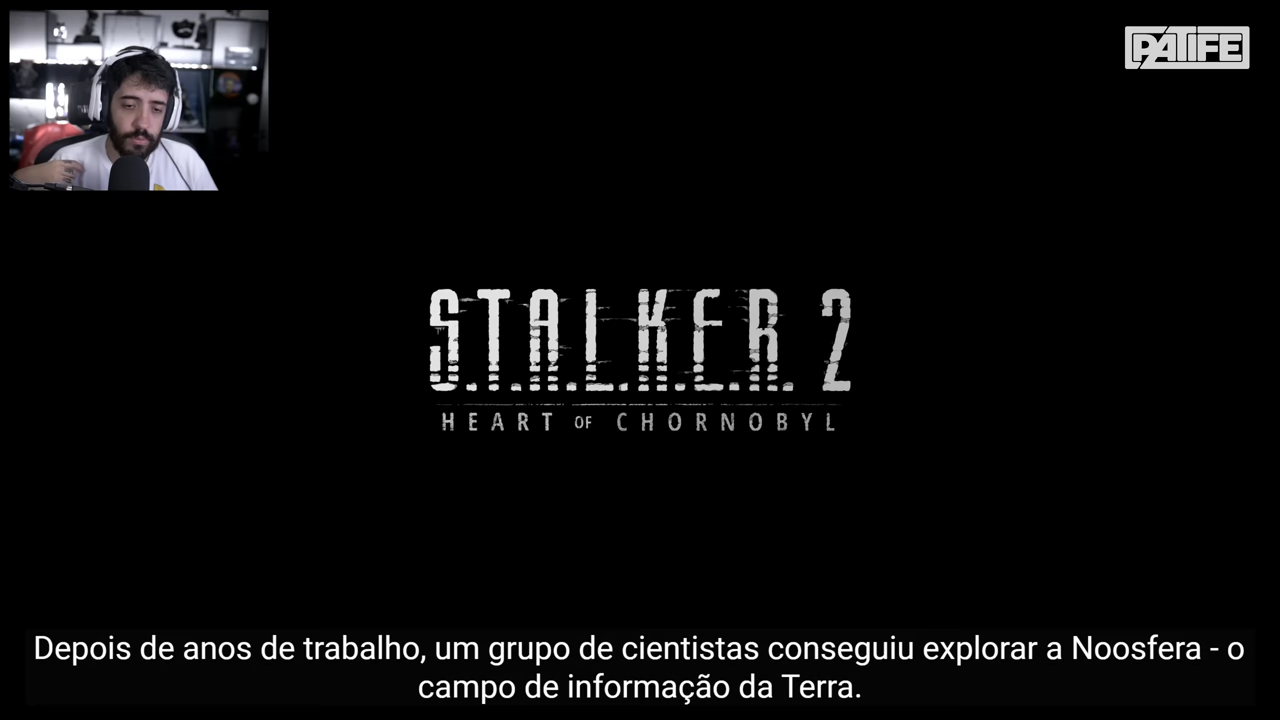 PATIFE
S.T.A.L.K.E.R. 2
HEART OF CHORNOBYL
Depois de anos de trabalho, um grupo de cientistas conseguiu explorar a Noosfera - o
campo de informação da Terra.